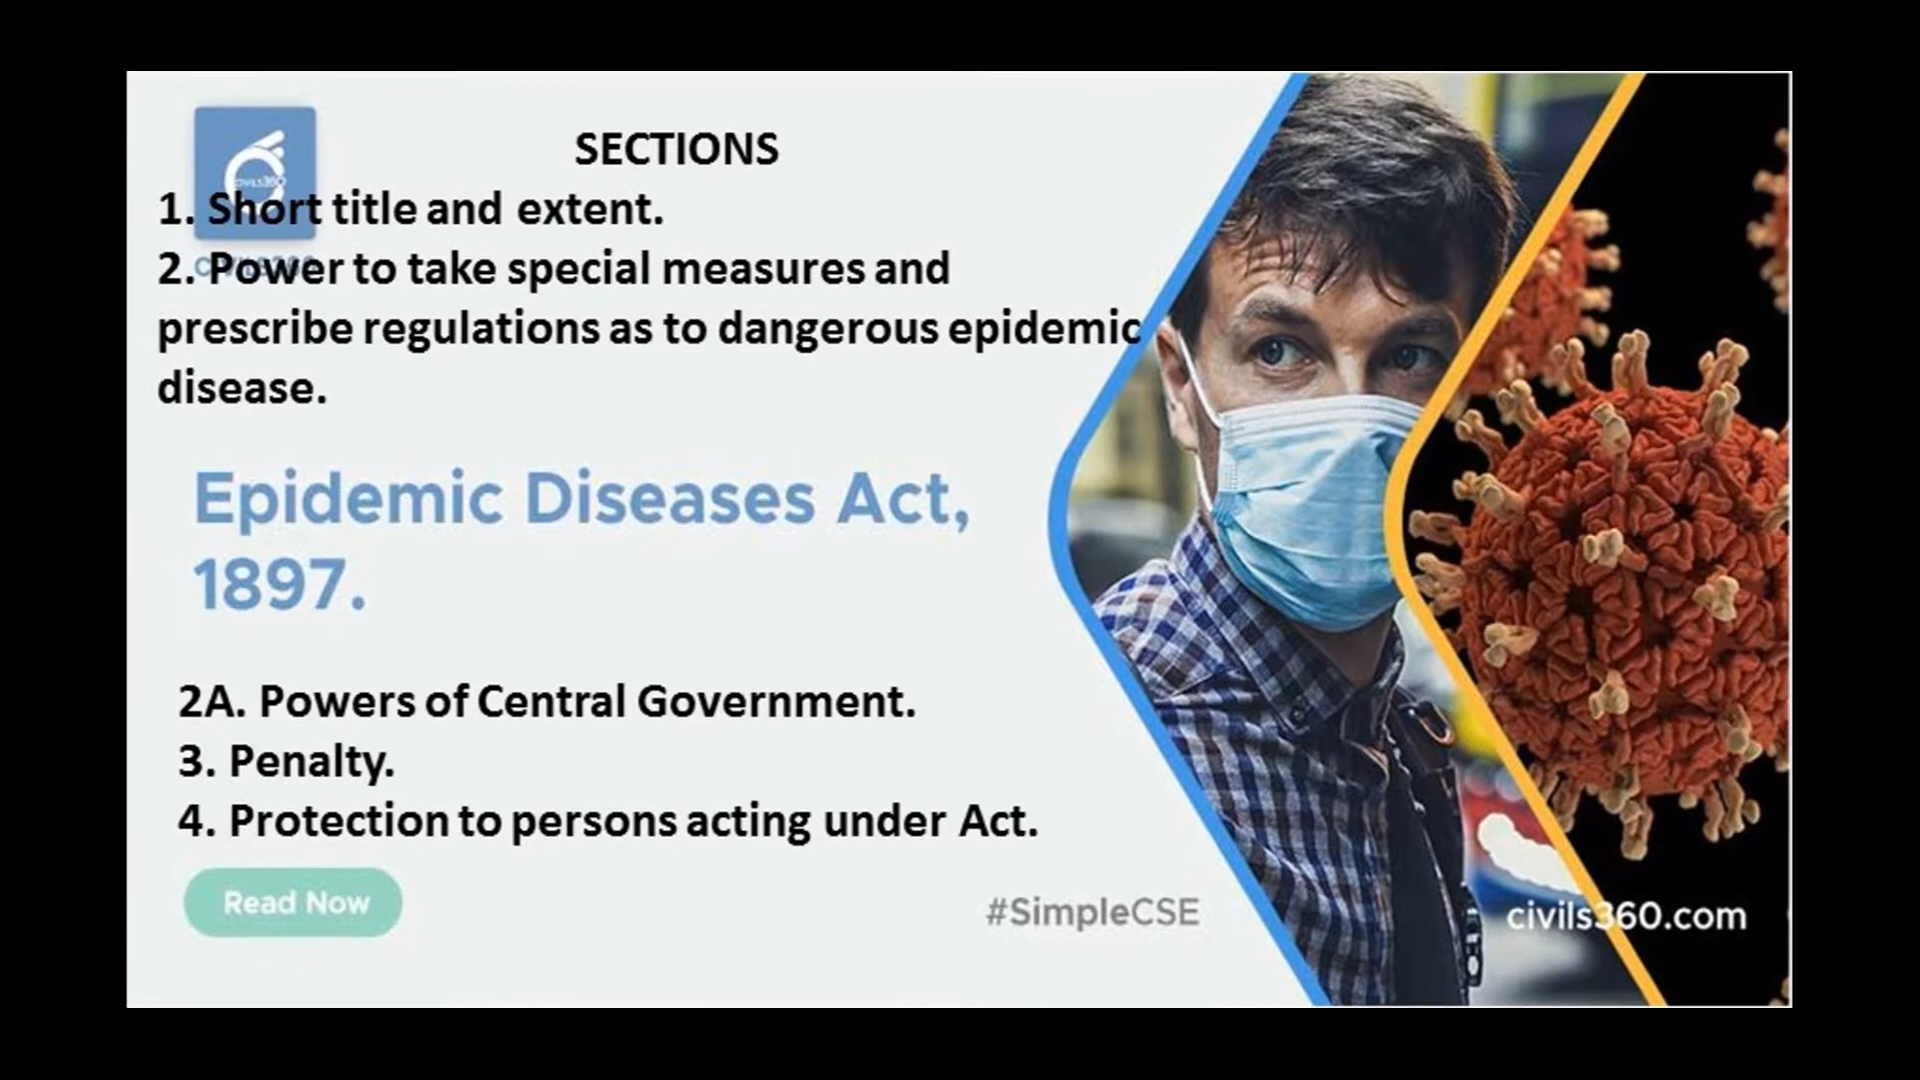 SECTIONS
1. Short title and extent.
2. Power to take special measures and
prescribe regulations as to dangerous epidemic
disease.
Epidemic Diseases Act,
1897.
2A. Powers of Central Government.
3. Penalty.
4. Protection to persons acting under Act.
Read Now
#SimpleCSE
civils360.com
CIVILS360